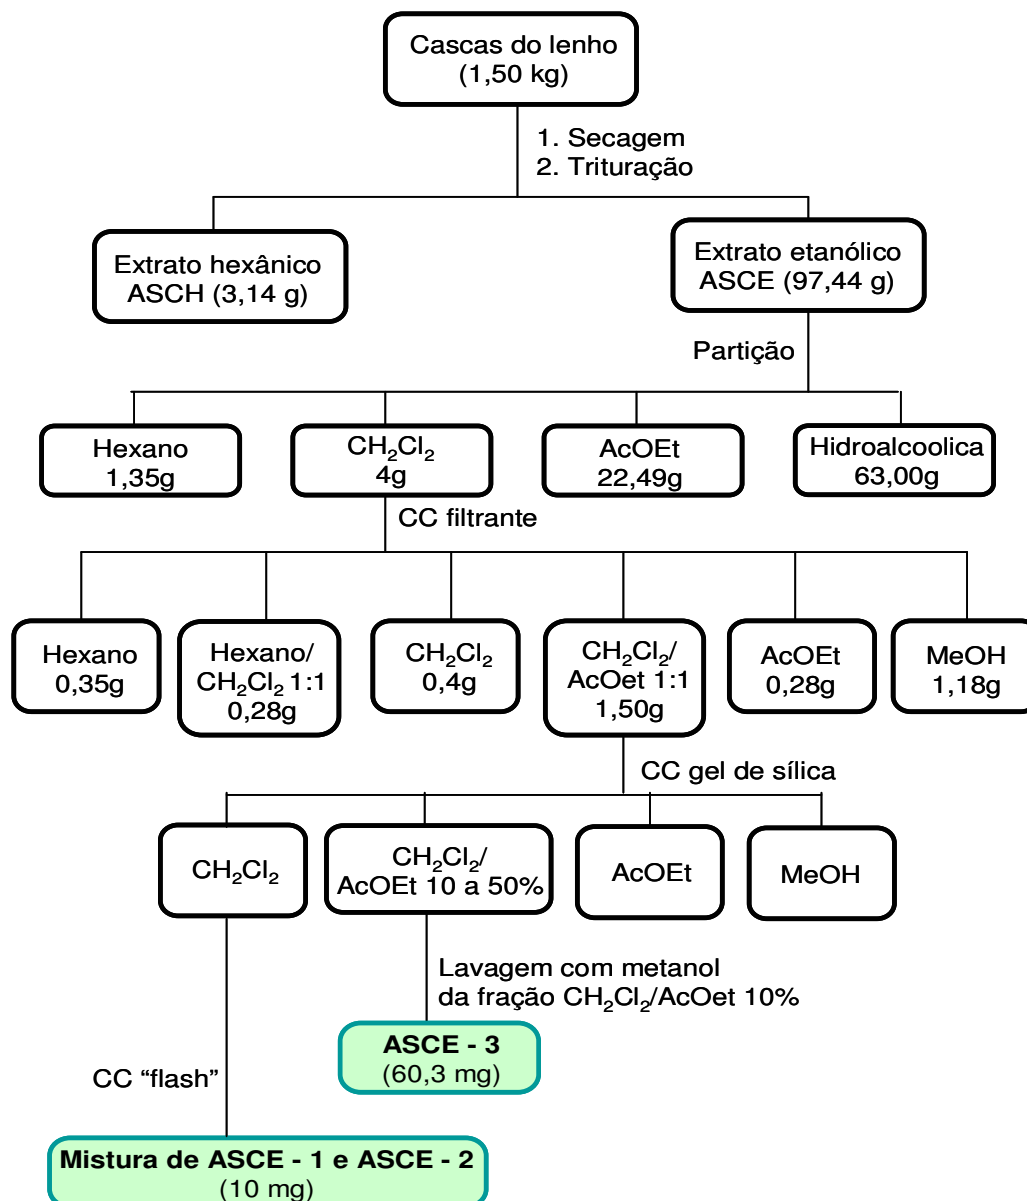 Cascas do lenho
(1,50 kg)
1. Secagem
2. Trituração
Extrato hexânico
ASCH (3,14 g)
Extrato etanólico
ASCE (97,44 g)
Partição
Hexano
1,35g
CH₂Cl₂
4g
AcOEt
22,49g
Hidroalcoolica
63,00g
CC filtrante
Hexano
0,35g
Hexano/
CH₂Cl₂ 1:1
0,28g
CH₂Cl₂
0,4g
CH₂Cl₂/
AcOet 1:1
1,50g
AcOEt
0,28g
MeOH
1,18g
CC gel de sílica
CH₂Cl₂
CH₂Cl₂/
AcOEt 10 a 50%
AcOEt
MeOH
Lavagem com metanol
da fração CH₂Cl₂/AcOet 10%
ASCE - 3
(60,3 mg)
CC “flash”
Mistura de ASCE - 1 e ASCE - 2
(10 mg)